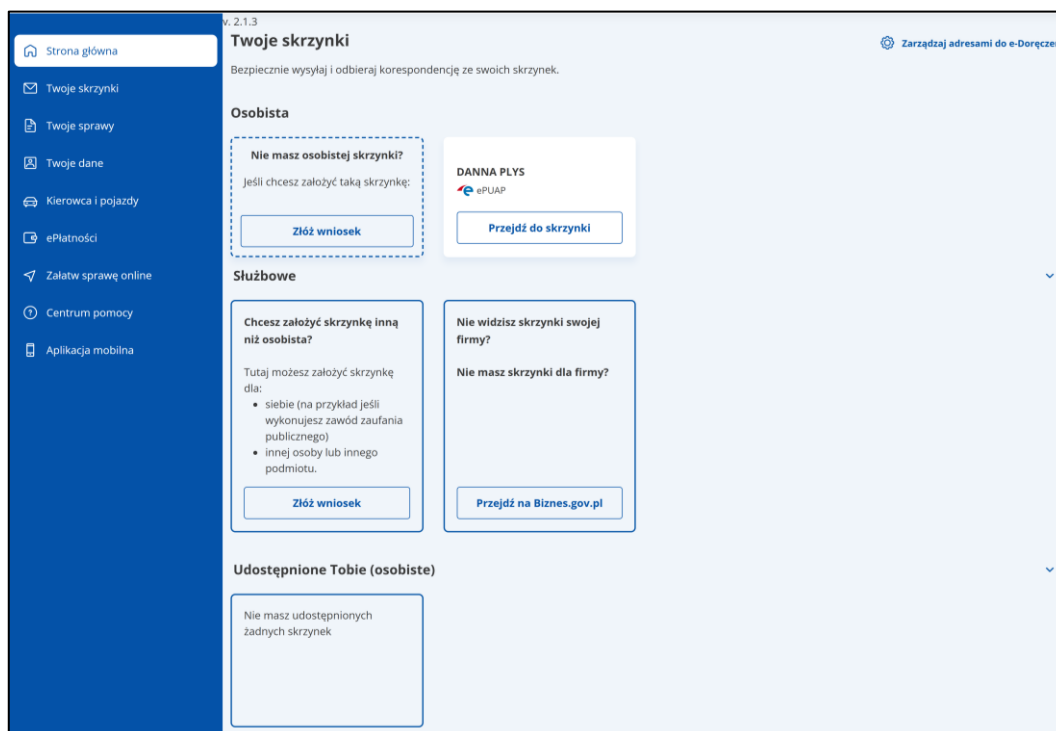 v. 2.1.3
Strona główna
Twoje skrzynki
Twoje sprawy
Twoje dane
Kierowca i pojazdy
ePłatności
Załatw sprawę online
Centrum pomocy
Aplikacja mobilna
Twoje skrzynki
Zarządzaj adresami do e-Doręczeń
Bezpiecznie wysyłaj i odbieraj korespondencję ze swoich skrzynek.
Osobista
Nie masz osobistej skrzynki?
Jeśli chcesz założyć taką skrzynkę:
Złóż wniosek
DANNA PLYS
ePUAP
Przejdź do skrzynki
Służbowe
Chcesz założyć skrzynkę inną
niż osobista?
Tutaj możesz założyć skrzynkę
dla:
siebie (na przykład jeśli
wykonujesz zawód zaufania
publicznego)
innej osoby lub innego
podmiotu.
Złóż wniosek
Nie widzisz skrzynki swojej
firmy?
Nie masz skrzynki dla firmy?
Przejdź na Biznes.gov.pl
Udostępnione Tobie (osobiste)
Nie masz udostępnionych
żadnych skrzynek